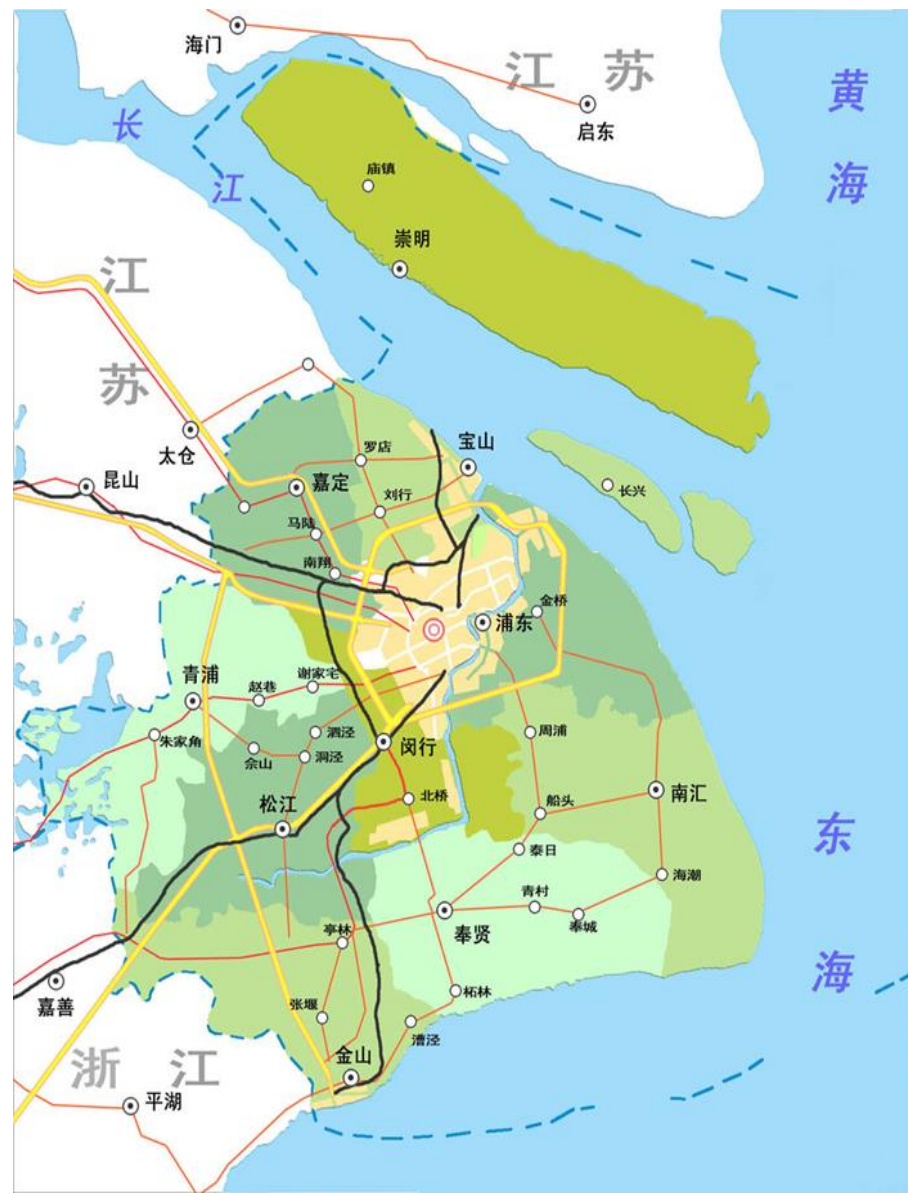 海门
江 苏
启东
黄
海
长
江
庙镇
崇明
江
苏
太仓
昆山
罗店
宝山
嘉定
刘行
长兴
马陆
南翔
金桥
浦东
青浦
谢家宅
赵巷
朱家角
泗泾
佘山
洞泾
闵行
周浦
松江
北桥
船头
南汇
泰日
东
海
海潮
青村
奉城
奉贤
亭林
嘉善
张堰
柘林
漕泾
金山
浙 江
平湖